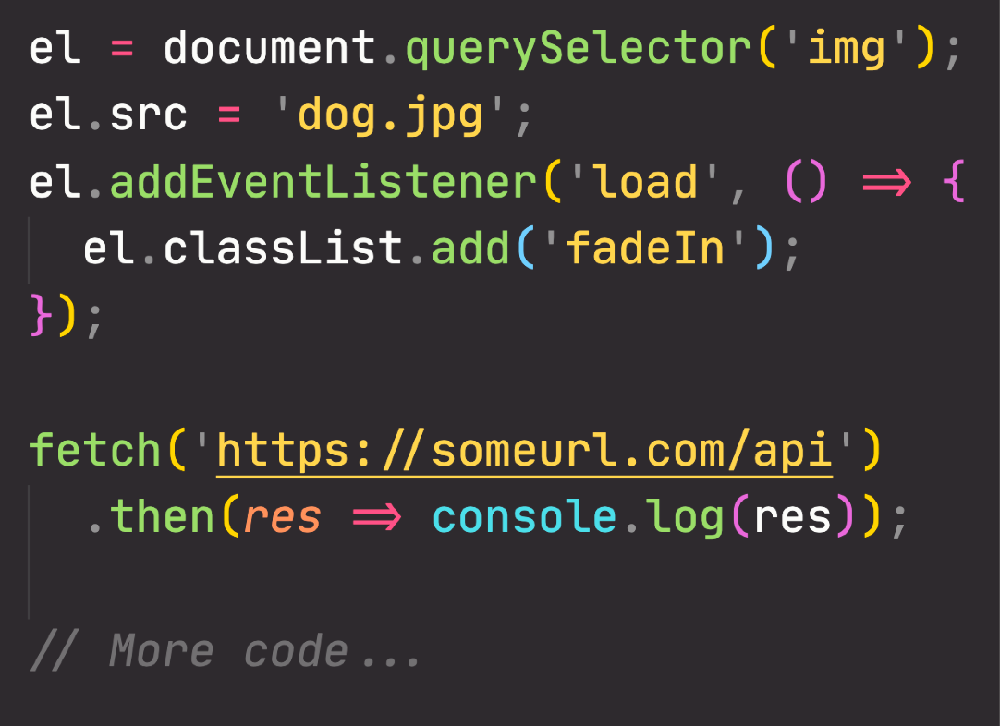 el = document.querySelector('img');
el.src = 'dog.jpg';
el.addEventListener('load', () => {
  el.classList.add('fadeIn');
});
fetch('https://someurl.com/api')
  .then(res => console.log(res));
// More code...